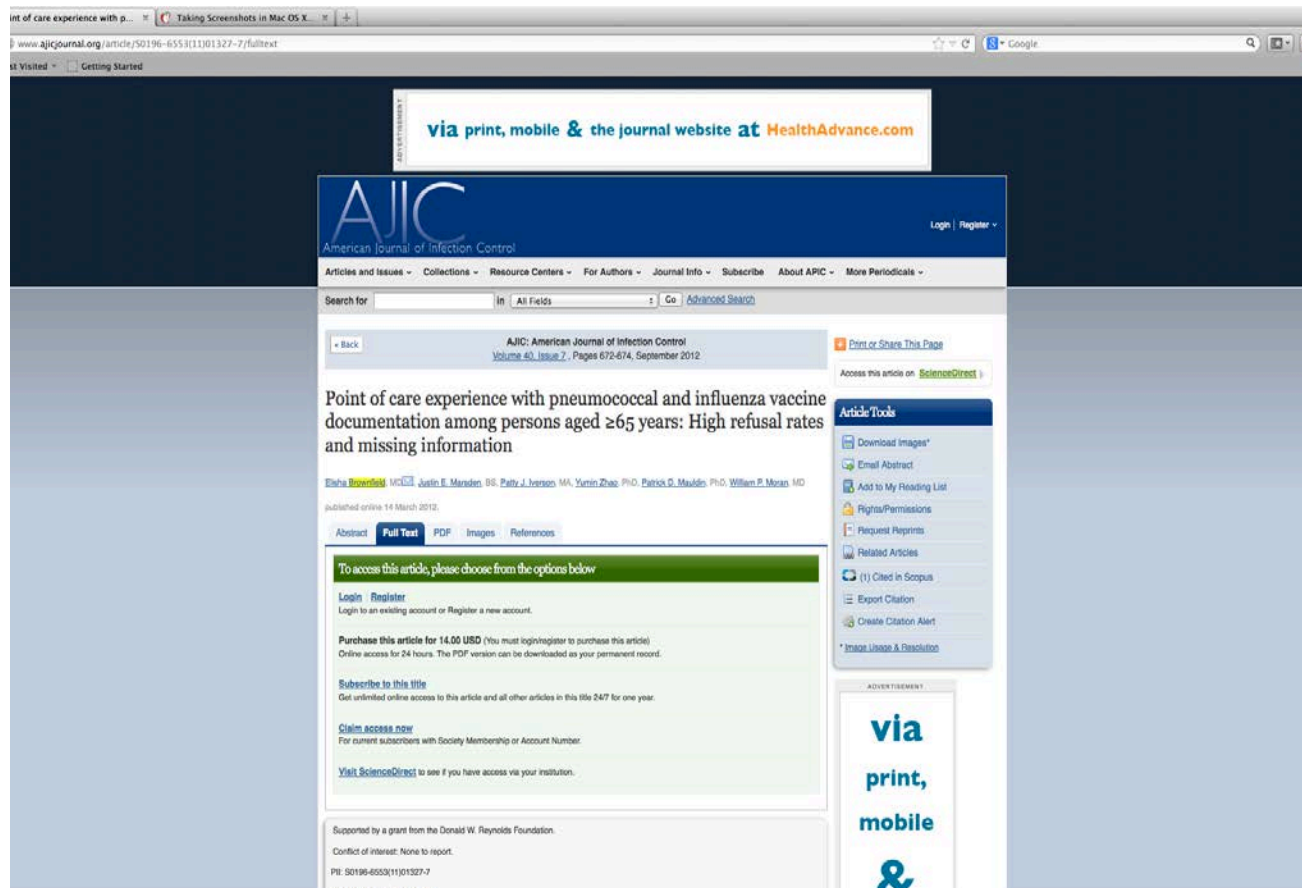 int of care experience with p...
Taking Screenshots in Mac OS X...
www.ajicjournal.org/article/S0196-6553(11)01327-7/fulltext
Google
st Visited
Getting Started
ADVERTISEMENT
via print, mobile & the journal website at HealthAdvance.com
AJIC
American Journal of Infection Control
Login | Register
Articles and Issues Collections Resource Centers For Authors Journal Info Subscribe About APIC More Periodicals
Search for in All Fields Go Advanced Search
« Back
AJIC: American Journal of Infection Control
Volume 40, Issue 7 , Pages 672-674, September 2012
Print or Share This Page
Access this article on ScienceDirect
Point of care experience with pneumococcal and influenza vaccine
documentation among persons aged ≥65 years: High refusal rates
and missing information
Elisha Brownfield, MD, Justin E. Marsden, BS, Patty J. Iverson, MA, Yumin Zhao, PhD, Patrick D. Mauldin, PhD, William P. Moran, MD
published online 14 March 2012.
Abstract Full Text PDF Images References
To access this article, please choose from the options below
Login Register
Login to an existing account or Register a new account.
Purchase this article for 14.00 USD (You must login/register to purchase this article)
Online access for 24 hours. The PDF version can be downloaded as your permanent record.
Subscribe to this title
Get unlimited online access to this article and all other articles in this title 24/7 for one year.
Claim access now
For current subscribers with Society Membership or Account Number.
Visit ScienceDirect to see if you have access via your institution.
Supported by a grant from the Donald W. Reynolds Foundation.
Conflict of interest: None to report.
PII: S0196-6553(11)01327-7
Article Tools
Download Images*
Email Abstract
Add to My Reading List
Rights/Permissions
Request Reprints
Related Articles
(1) Cited in Scopus
Export Citation
Create Citation Alert
* Image Usage & Resolution
ADVERTISEMENT
via
print,
mobile
&